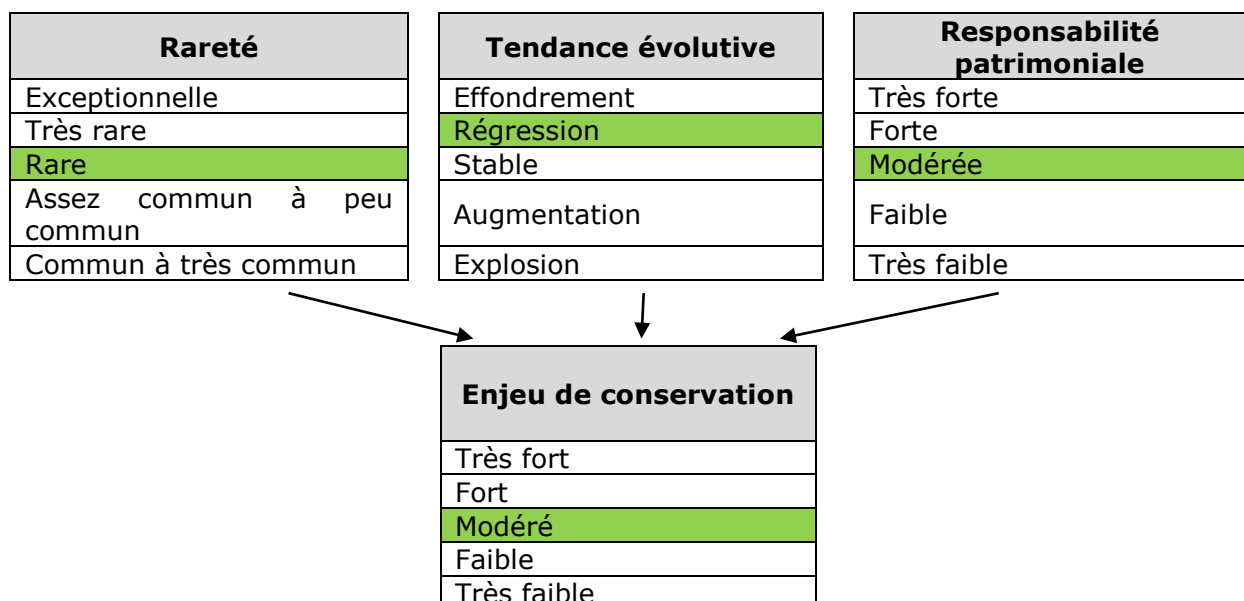 Rareté
Exceptionnelle
Très rare
Rare
Assez commun à peu
commun
Commun à très commun
Tendance évolutive
Effondrement
Régression
Stable
Augmentation
Explosion
Responsabilité
patrimoniale
Très forte
Forte
Modérée
Faible
Très faible
Enjeu de conservation
Très fort
Fort
Modéré
Faible
Très faible